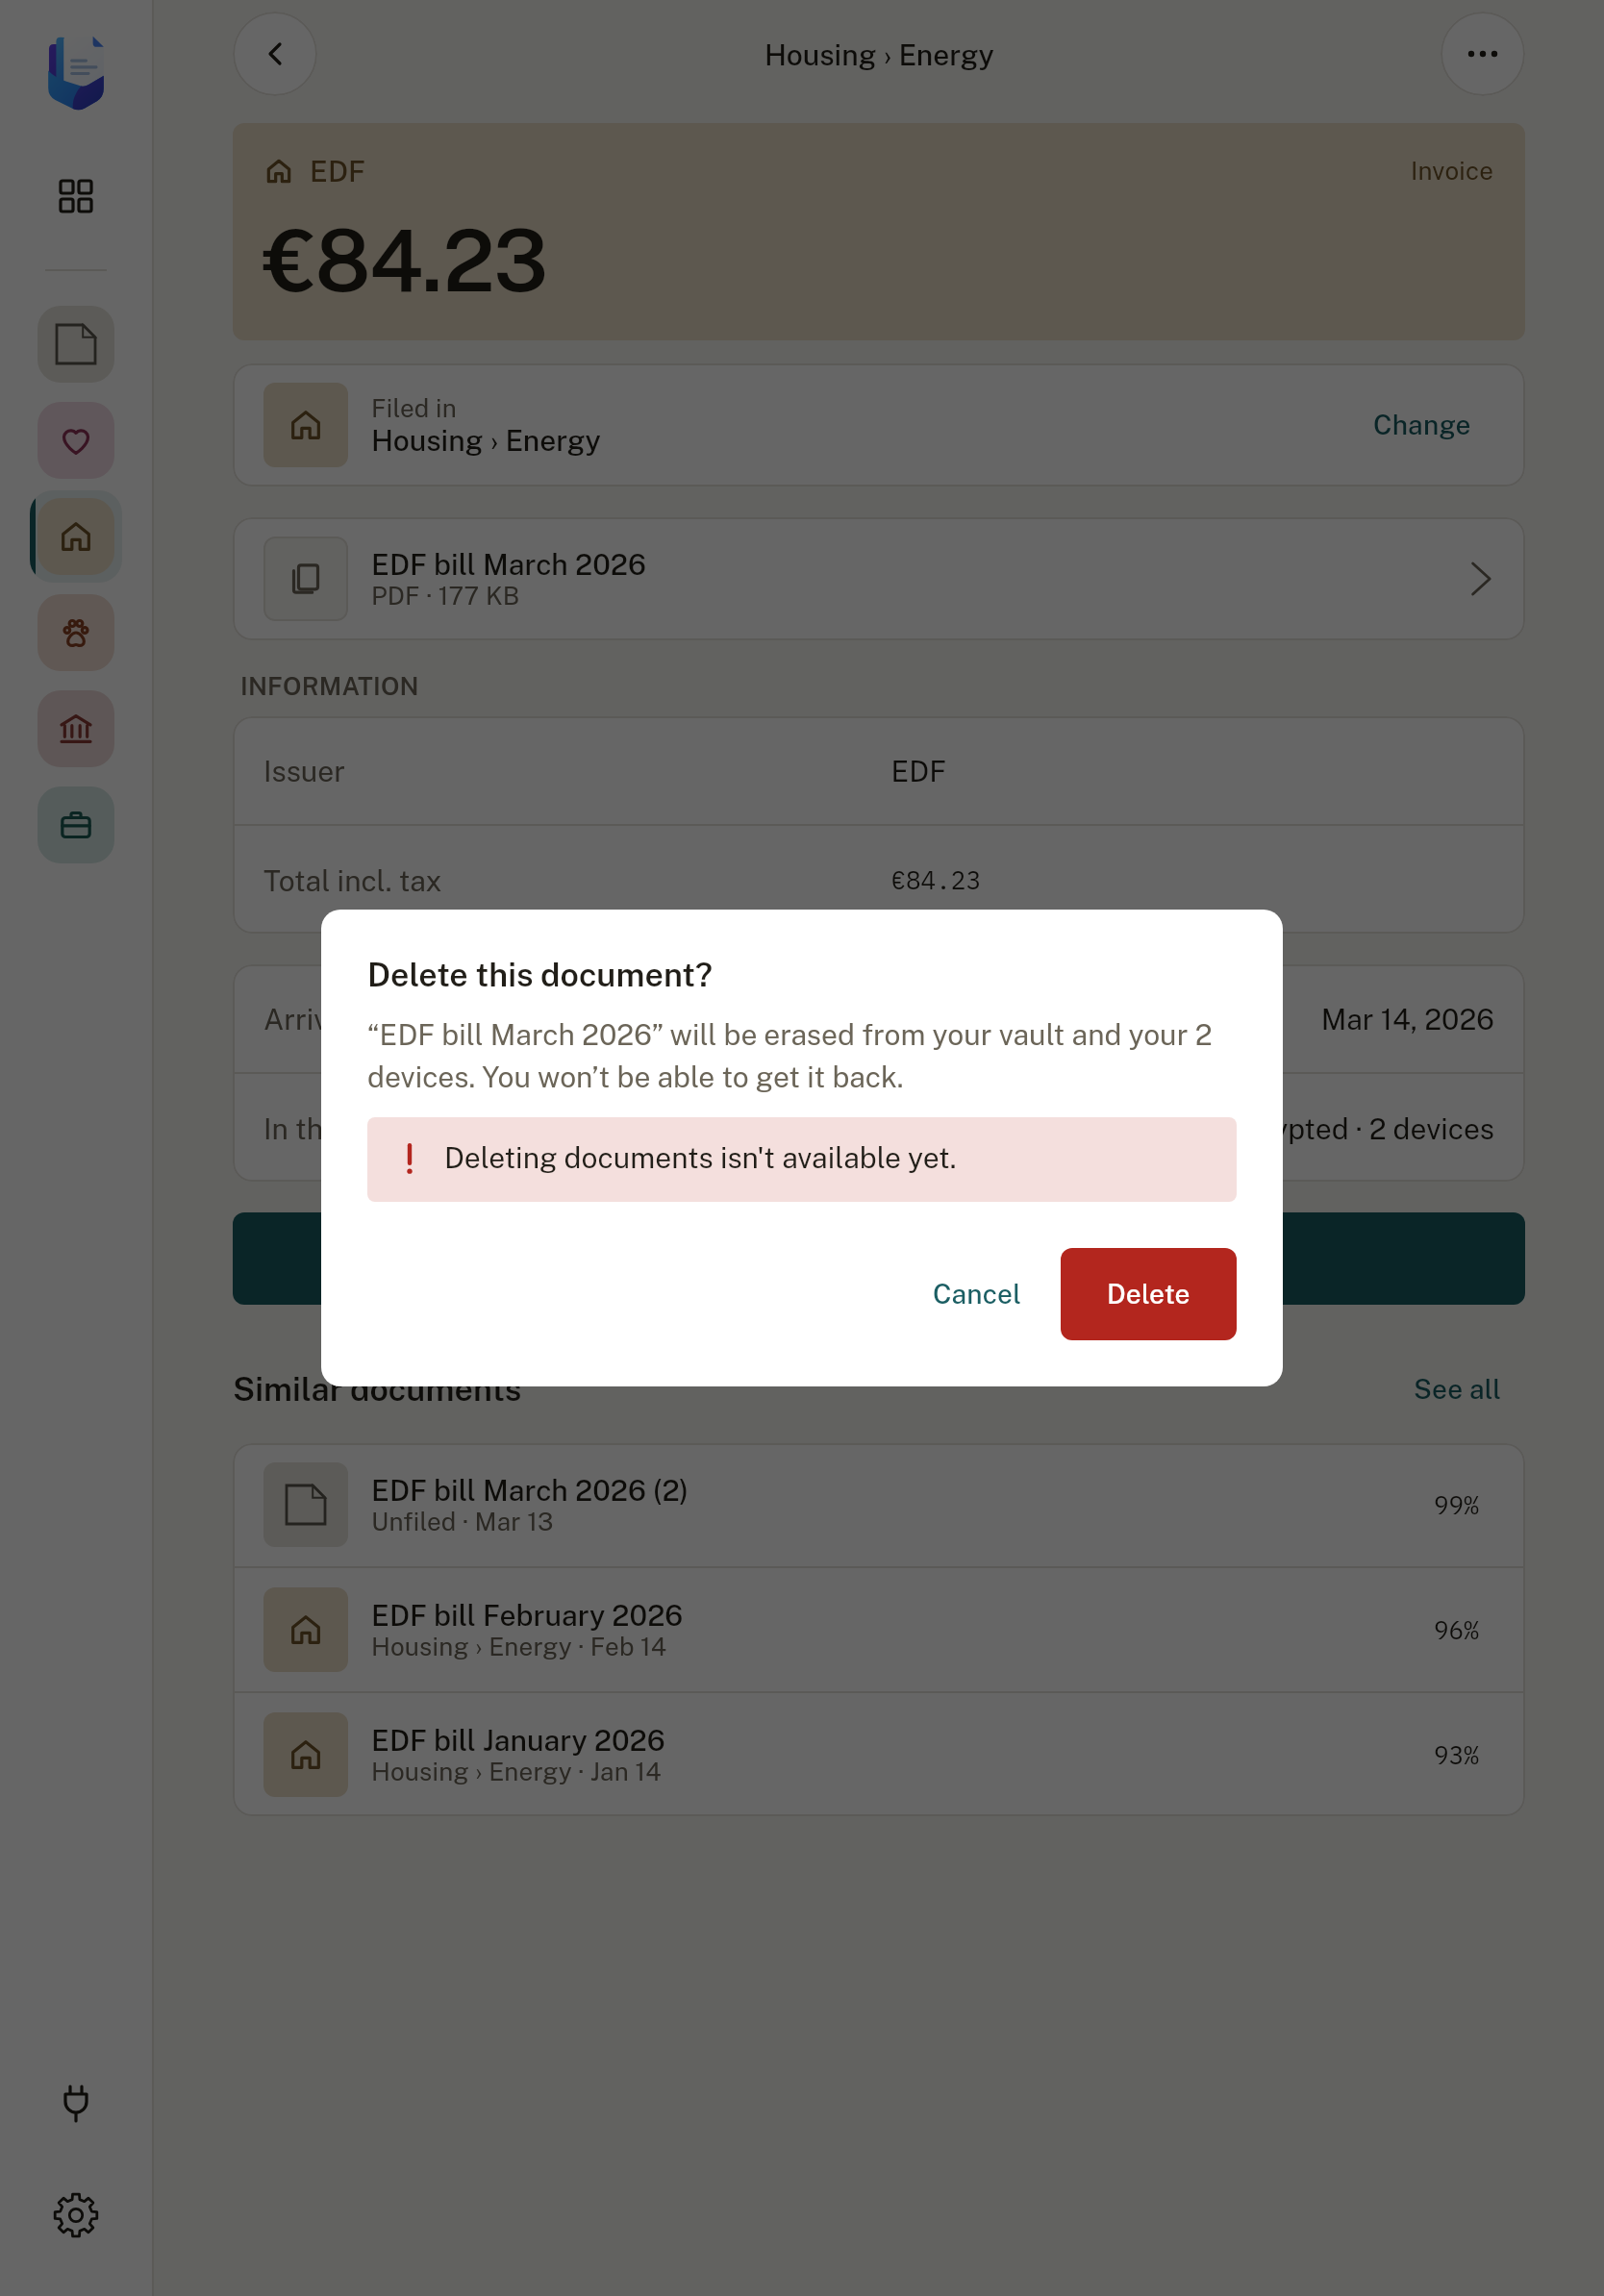 Housing › Energy
EDF
Invoice
€84.23
Filed in
Housing › Energy
Change
EDF bill March 2026
PDF · 177 KB
INFORMATION
Issuer
EDF
Total incl. tax
€84.23
Mar 14, 2026
2 devices
Delete this document?
“EDF bill March 2026” will be erased from your vault and your 2
devices. You won’t be able to get it back.
Deleting documents isn't available yet.
Cancel
Delete
Similar documents
See all
EDF bill March 2026 (2)
Unfiled · Mar 13
99%
EDF bill February 2026
Housing › Energy · Feb 14
96%
EDF bill January 2026
Housing › Energy · Jan 14
93%